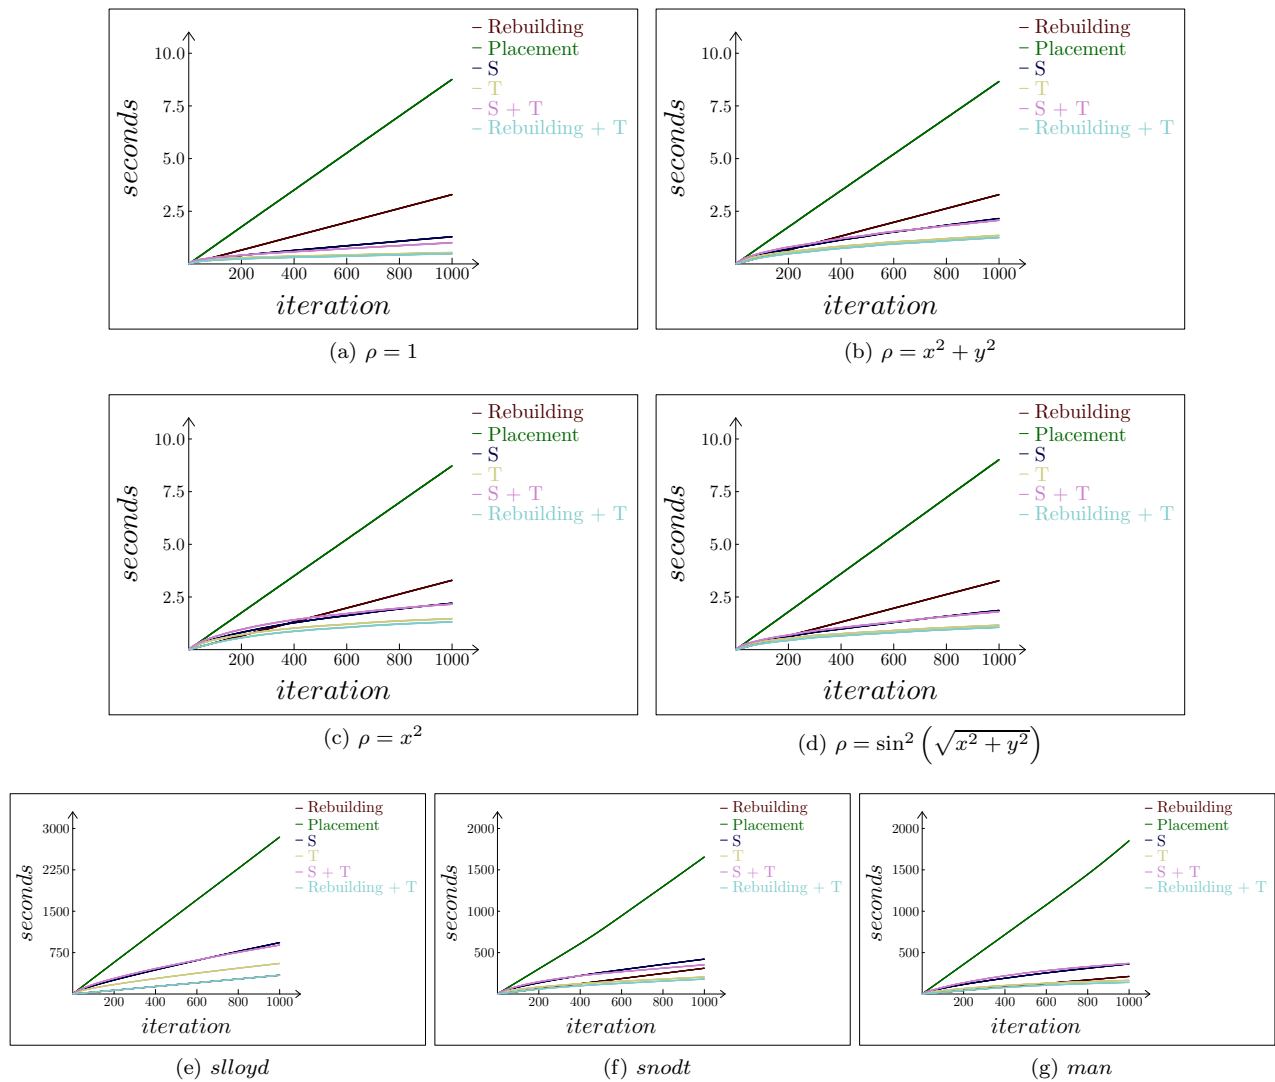 Rebuilding
Placement
S
T
S + T
Rebuilding + T
10.0
7.5
5.0
2.5
200 400 600 800 1000
seconds
iteration
(a) ρ = 1
Rebuilding
Placement
S
T
S + T
Rebuilding + T
10.0
7.5
5.0
2.5
200 400 600 800 1000
seconds
iteration
(b) ρ = x² + y²
Rebuilding
Placement
S
T
S + T
Rebuilding + T
10.0
7.5
5.0
2.5
200 400 600 800 1000
seconds
iteration
(c) ρ = x²
Rebuilding
Placement
S
T
S + T
Rebuilding + T
10.0
7.5
5.0
2.5
200 400 600 800 1000
seconds
iteration
(d) ρ = sin² (√(x² + y²))
Rebuilding
Placement
S
T
S + T
Rebuilding + T
3000
2250
1500
750
200 400 600 800 1000
seconds
iteration
(e) slloyd
Rebuilding
Placement
S
T
S + T
Rebuilding + T
2000
1500
1000
500
200 400 600 800 1000
seconds
iteration
(f) snodt
Rebuilding
Placement
S
T
S + T
Rebuilding + T
2000
1500
1000
500
200 400 600 800 1000
seconds
iteration
(g) man